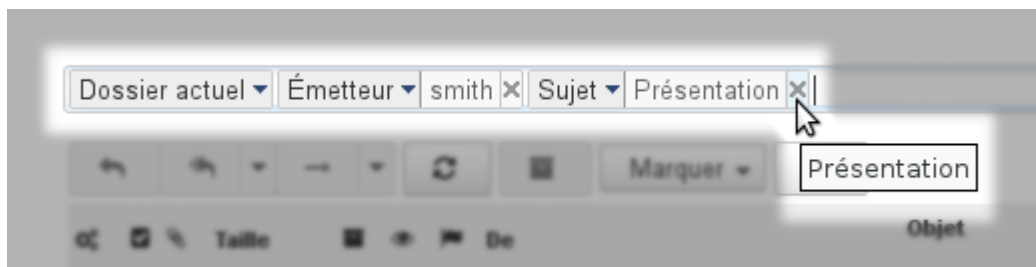 Dossier actuel Émetteur smith Sujet Présentation
Marquer
Présentation
Taille De Objet